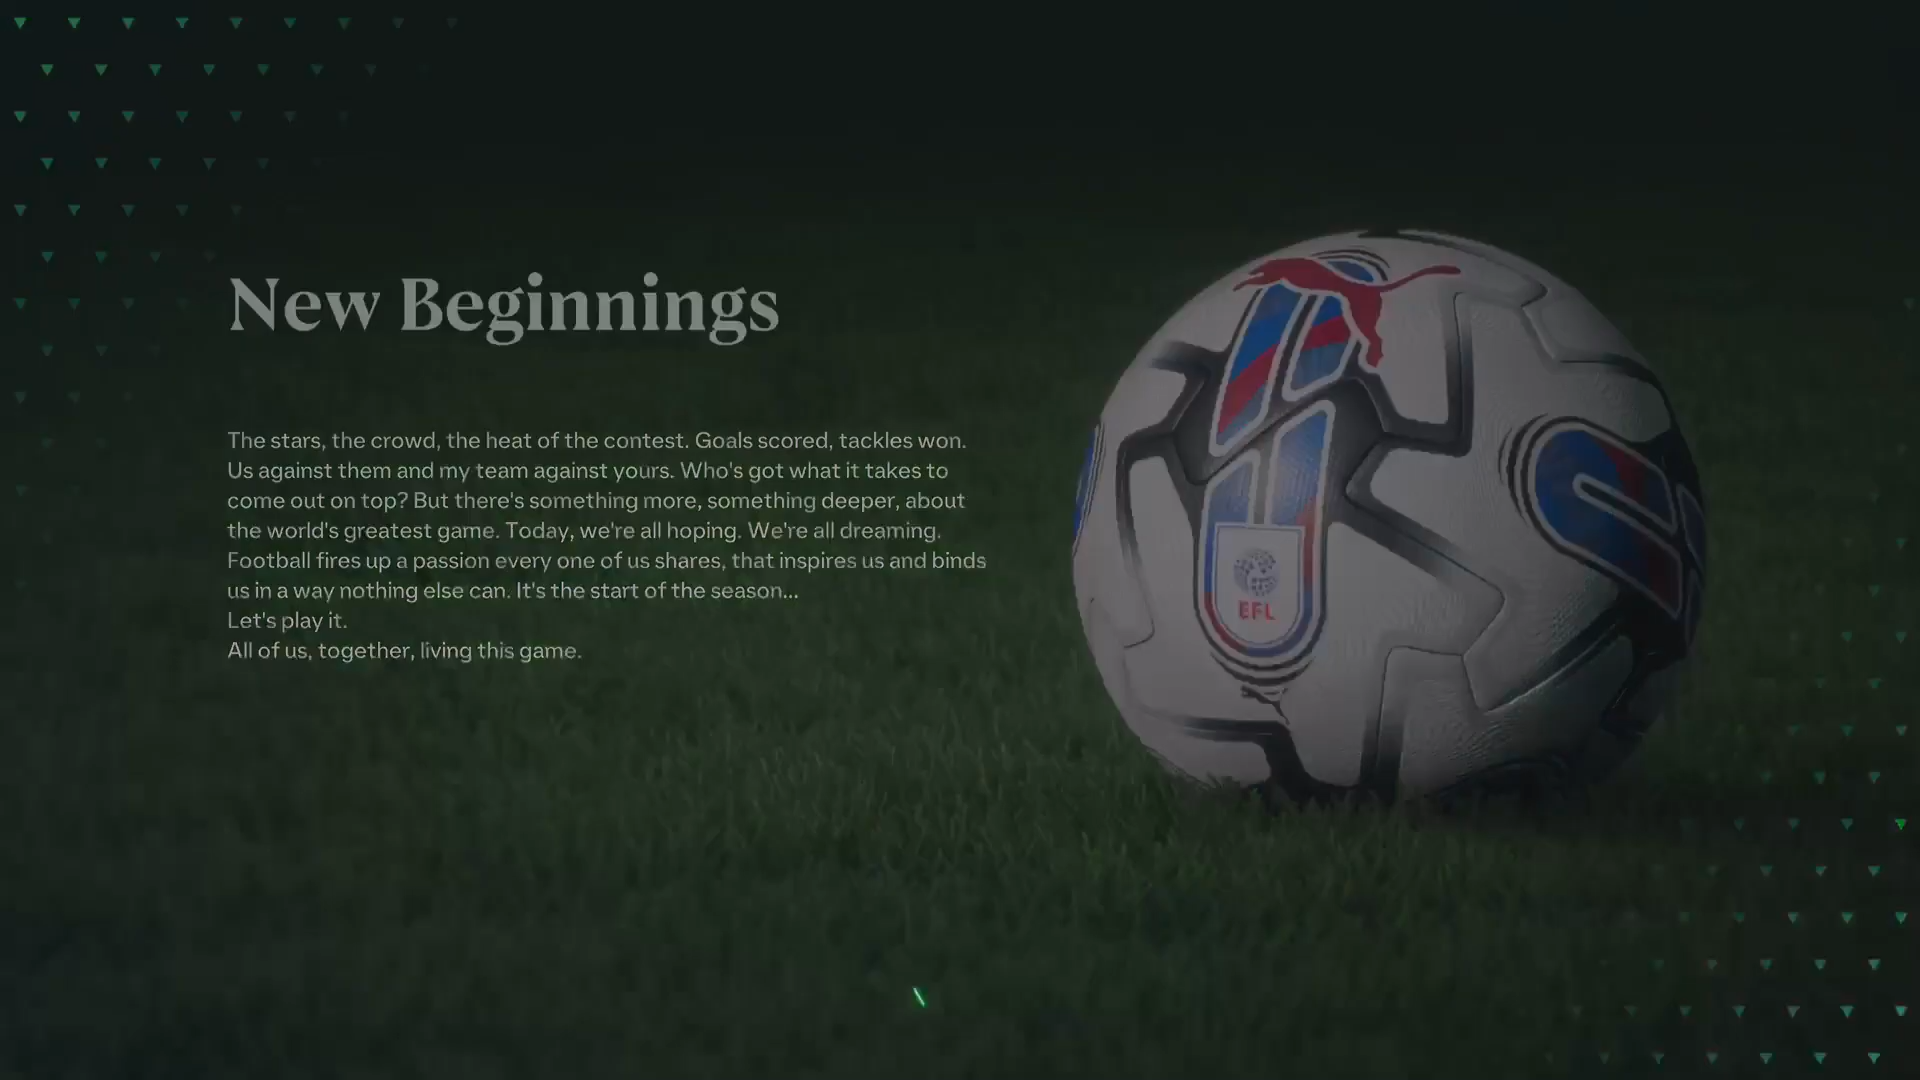 New Beginnings
The stars, the crowd, the heat of the contest. Goals scored, tackles won.
Us against them and my team against yours. Who's got what it takes to
come out on top? But there's something more, something deeper, about
the world's greatest game. Today, we're all hoping. We're all dreaming.
Football fires up a passion every one of us shares, that inspires us and binds
us in a way nothing else can. It's the start of the season...
Let's play it.
All of us, together, living this game.
EFL